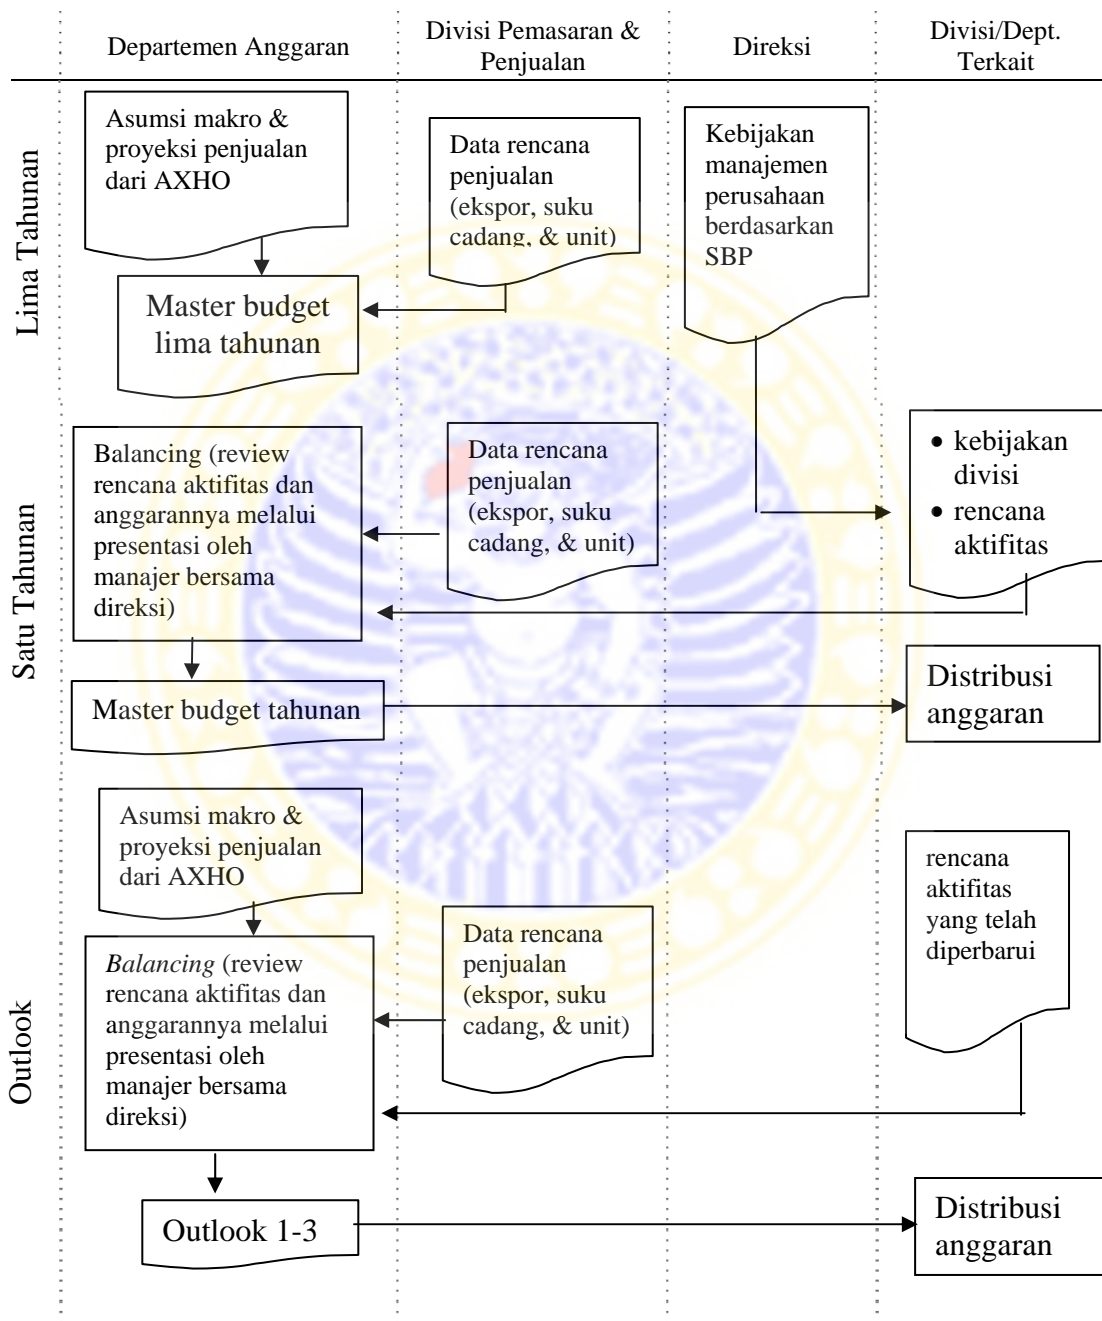 Departemen Anggaran
Divisi Pemasaran &
Penjualan
Direksi
Divisi/Dept.
Terkait
Lima Tahunan
Asumsi makro &
proyeksi penjualan
dari AXHO
Data rencana
penjualan
(ekspor, suku
cadang, & unit)
Kebijakan
manajemen
perusahaan
berdasarkan
SBP
Master budget
lima tahunan
Satu Tahunan
Balancing (review
rencana aktifitas dan
anggarannya melalui
presentasi oleh
manajer bersama
direksi)
Data rencana
penjualan
(ekspor, suku
cadang, & unit)
• kebijakan
divisi
• rencana
aktifitas
Master budget tahunan
Distribusi
anggaran
Outlook
Asumsi makro &
proyeksi penjualan
dari AXHO
Balancing (review
rencana aktifitas dan
anggarannya melalui
presentasi oleh
manajer bersama
direksi)
Data rencana
penjualan
(ekspor, suku
cadang, & unit)
rencana
aktifitas
yang telah
diperbarui
Outlook 1-3
Distribusi
anggaran